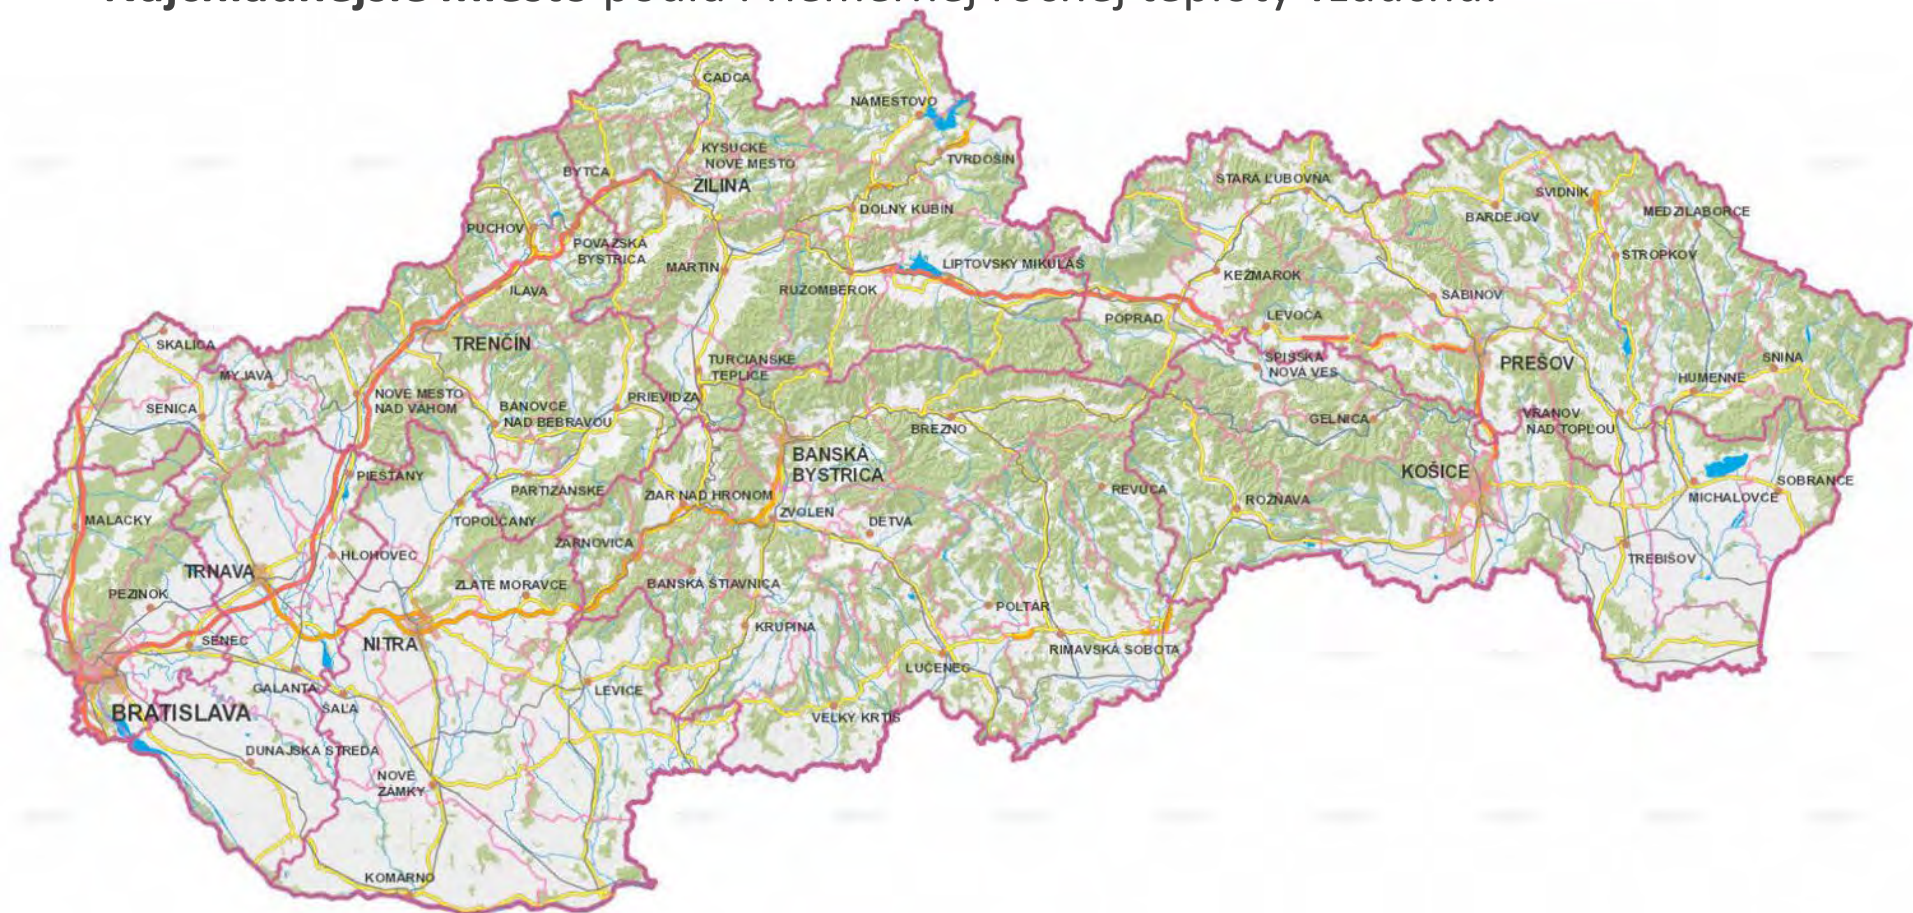 Najchladnejšie miesto podľa Priemernej ročnej teploty vzduchu:
ČADCA
NÁMESTOVO
KYSUCKÉ
NOVÉ MESTO
TVRDOŠÍN
BYTČA
ŽILINA
STARÁ ĽUBOVŇA
SVIDNÍK
BARDEJOV
MEDZILABORCE
DOLNÝ KUBÍN
PÚCHOV
POVAŽSKÁ
BYSTRICA
STROPKOV
MARTIN
LIPTOVSKÝ MIKULÁŠ
KEŽMAROK
RUŽOMBEROK
ILAVA
SABINOV
POPRAD
LEVOČA
SKALICA
TRENČÍN
TURČIANSKE
TEPLICE
SPIŠSKÁ
NOVÁ VES
PREŠOV
SNINA
MYJAVA
HUMENNÉ
NOVÉ MESTO
NAD VÁHOM
PRIEVIDZA
SENICA
BÁNOVCE
NAD BEBRAVOU
BREZNO
GELNICA
VRANOV
NAD TOPĽOU
BANSKÁ
BYSTRICA
PIEŠŤANY
KOŠICE
SOBRANCE
PARTIZÁNSKE
ŽIAR NAD HRONOM
REVÚCA
ROŽŇAVA
MICHALOVCE
MALACKY
TOPOĽČANY
ZVOLEN
DETVA
ŽARNOVICA
HLOHOVEC
TREBIŠOV
TRNAVA
ZLATÉ MORAVCE
BANSKÁ ŠTIAVNICA
PEZINOK
POLTÁR
KRUPINA
SENEC
NITRA
RIMAVSKÁ SOBOTA
LUČENEC
GALANTA
LEVICE
ŠAĽA
BRATISLAVA
VEĽKÝ KRTÍŠ
DUNAJSKÁ STREDA
NOVÉ
ZÁMKY
KOMÁRNO